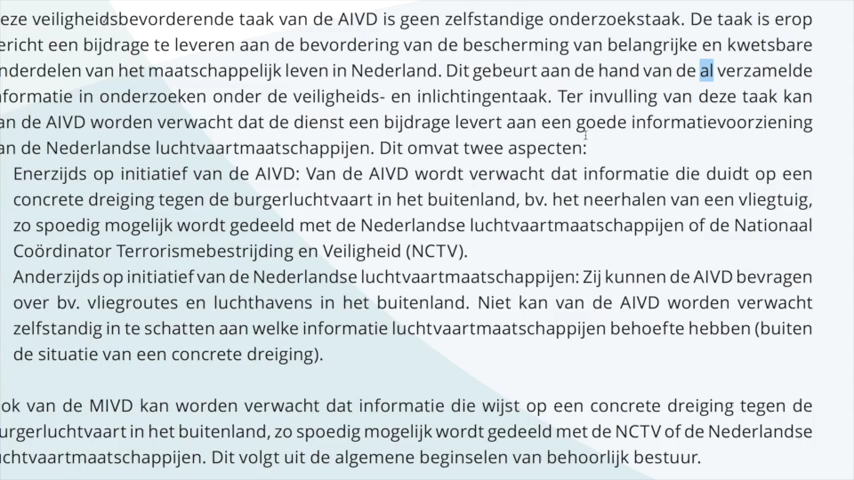 eze veiligheidsbevorderende taak van de AIVD is geen zelfstandige onderzoekstaak. De taak is erop
ericht een bijdrage te leveren aan de bevordering van de bescherming van belangrijke en kwetsbare
nderdelen van het maatschappelijk leven in Nederland. Dit gebeurt aan de hand van de al verzamelde
nformatie in onderzoeken onder de veiligheids- en inlichtingentaak. Ter invulling van deze taak kan
an de AIVD worden verwacht dat de dienst een bijdrage levert aan een goede informatievoorziening
an de Nederlandse luchtvaartmaatschappijen. Dit omvat twee aspecten:
Enerzijds op initiatief van de AIVD: Van de AIVD wordt verwacht dat informatie die duidt op een
concrete dreiging tegen de burgerluchtvaart in het buitenland, bv. het neerhalen van een vliegtuig,
zo spoedig mogelijk wordt gedeeld met de Nederlandse luchtvaartmaatschappijen of de Nationaal
Coördinator Terrorismebestrijding en Veiligheid (NCTV).
Anderzijds op initiatief van de Nederlandse luchtvaartmaatschappijen: Zij kunnen de AIVD bevragen
over bv. vliegroutes en luchthavens in het buitenland. Niet kan van de AIVD worden verwacht
zelfstandig in te schatten aan welke informatie luchtvaartmaatschappijen behoefte hebben (buiten
de situatie van een concrete dreiging).
ok van de MIVD kan worden verwacht dat informatie die wijst op een concrete dreiging tegen de
urgerluchtvaart in het buitenland, zo spoedig mogelijk wordt gedeeld met de NCTV of de Nederlandse
uchtvaartmaatschappijen. Dit volgt uit de algemene beginselen van behoorlijk bestuur.